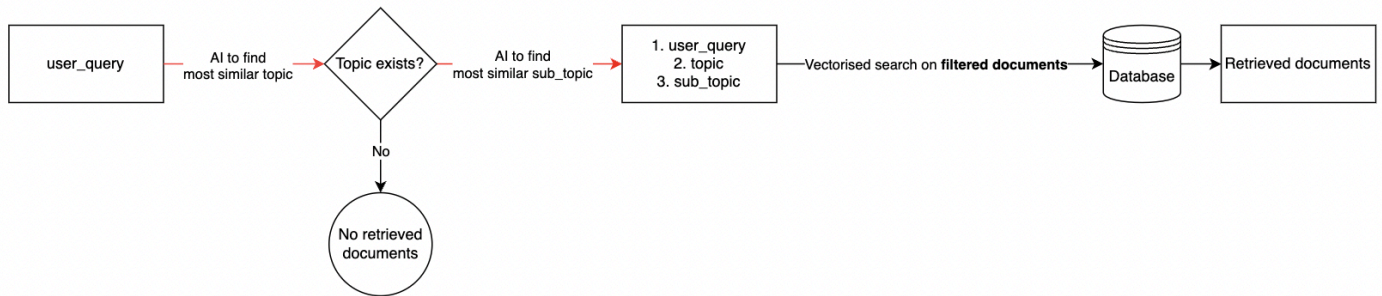 user_query
AI to find
most similar topic
Topic exists?
AI to find
most similar sub_topic
1. user_query
2. topic
3. sub_topic
Vectorised search on filtered documents
Database
Retrieved documents
No
No retrieved
documents